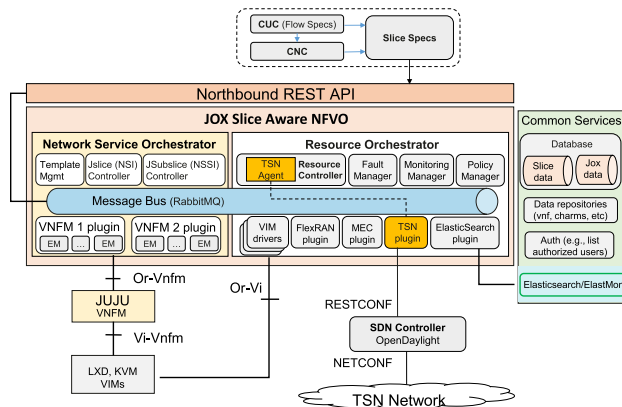 CUC (Flow Specs)
CNC
Slice Specs
Northbound REST API
JOX Slice Aware NFVO
Network Service Orchestrator
Template
Mgmt
Jslice (NSI)
Controller
JSubslice (NSSI)
Controller
Resource Orchestrator
TSN
Agent
Resource
Controller
Fault
Manager
Monitoring
Manager
Policy
Manager
Message Bus (RabbitMQ)
VNFM 1 plugin
EM ... EM
VNFM 2 plugin
EM ... EM
VIM
drivers
FlexRAN
plugin
MEC
plugin
TSN
plugin
ElasticSearch
plugin
Common Services
Database
Slice
data
Jox
data
Data repositories
(vnf, charms, etc)
Auth (e.g., list
authorized users)
Elasticsearch/ElastMon
Or-Vnfm
JUJU
VNFM
Vi-Vnfm
LXD, KVM
VIMs
Or-Vi
RESTCONF
SDN Controller
OpenDaylight
NETCONF
TSN Network